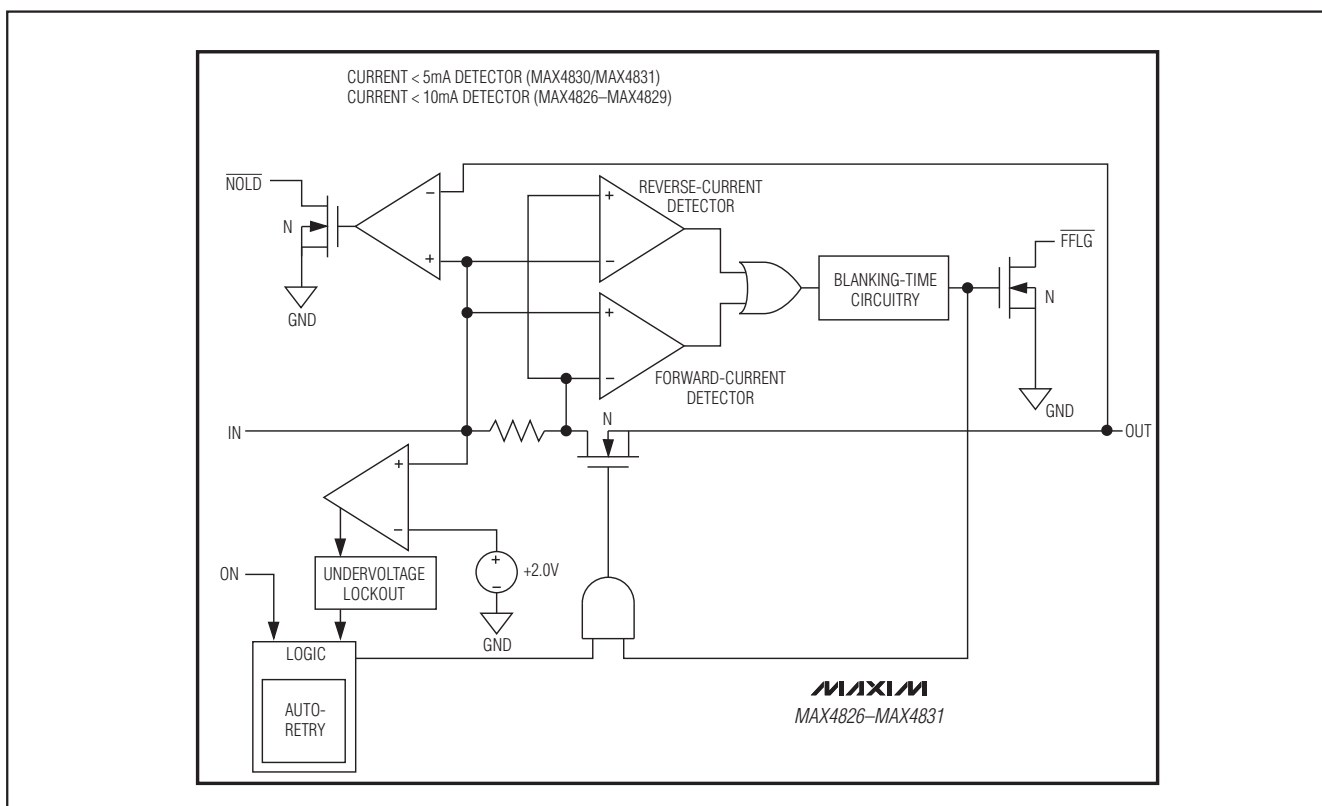 CURRENT < 5mA DETECTOR (MAX4830/MAX4831)
CURRENT < 10mA DETECTOR (MAX4826–MAX4829)
NOLD
N
GND
−
+
REVERSE-CURRENT
DETECTOR
+
−
+
−
FORWARD-CURRENT
DETECTOR
BLANKING-TIME
CIRCUITRY
FFLG
N
GND
IN
N
OUT
+
−
UNDERVOLTAGE
LOCKOUT
+
−
+2.0V
GND
ON
LOGIC
AUTO-
RETRY
MAXIM
MAX4826–MAX4831